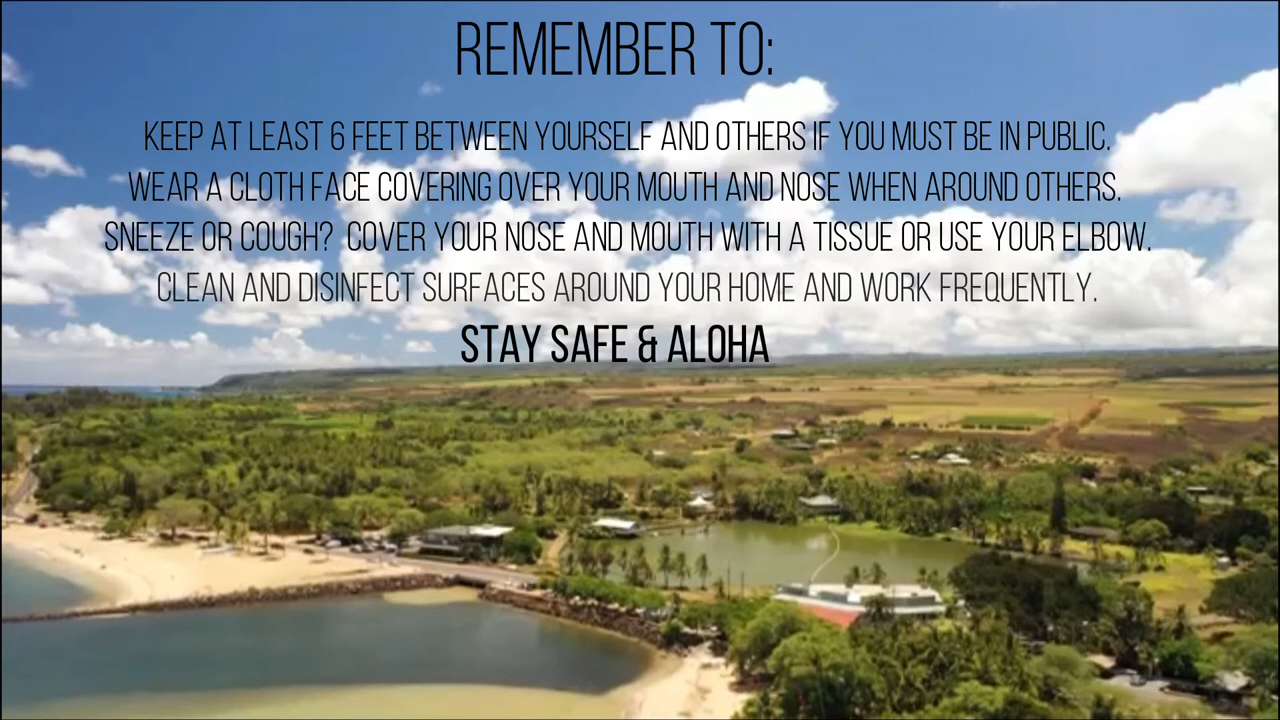 REMEMBER TO:
KEEP AT LEAST 6 FEET BETWEEN YOURSELF AND OTHERS IF YOU MUST BE IN PUBLIC.
WEAR A CLOTH FACE COVERING OVER YOUR MOUTH AND NOSE WHEN AROUND OTHERS.
SNEEZE OR COUGH? COVER YOUR NOSE AND MOUTH WITH A TISSUE OR USE YOUR ELBOW.
CLEAN AND DISINFECT SURFACES AROUND YOUR HOME AND WORK FREQUENTLY.
STAY SAFE & ALOHA